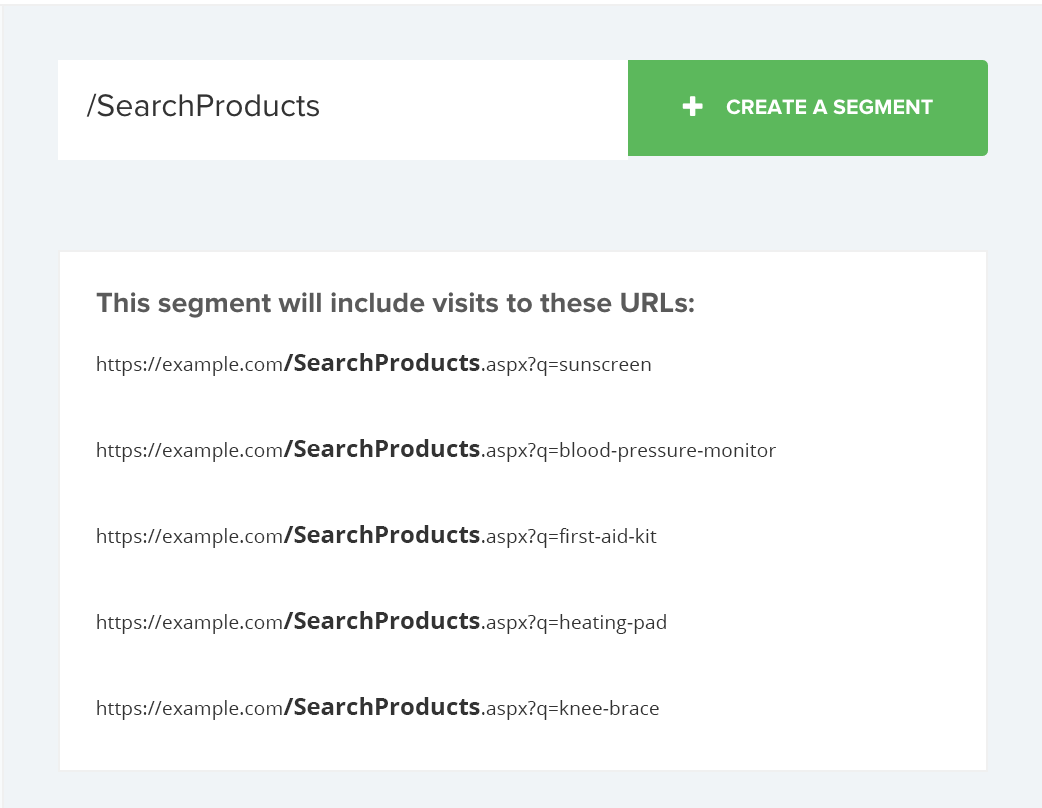 /SearchProducts
CREATE A SEGMENT
This segment will include visits to these URLs:
https://example.com/SearchProducts.aspx?q=sunscreen
https://example.com/SearchProducts.aspx?q=blood-pressure-monitor
https://example.com/SearchProducts.aspx?q=first-aid-kit
https://example.com/SearchProducts.aspx?q=heating-pad
https://example.com/SearchProducts.aspx?q=knee-brace